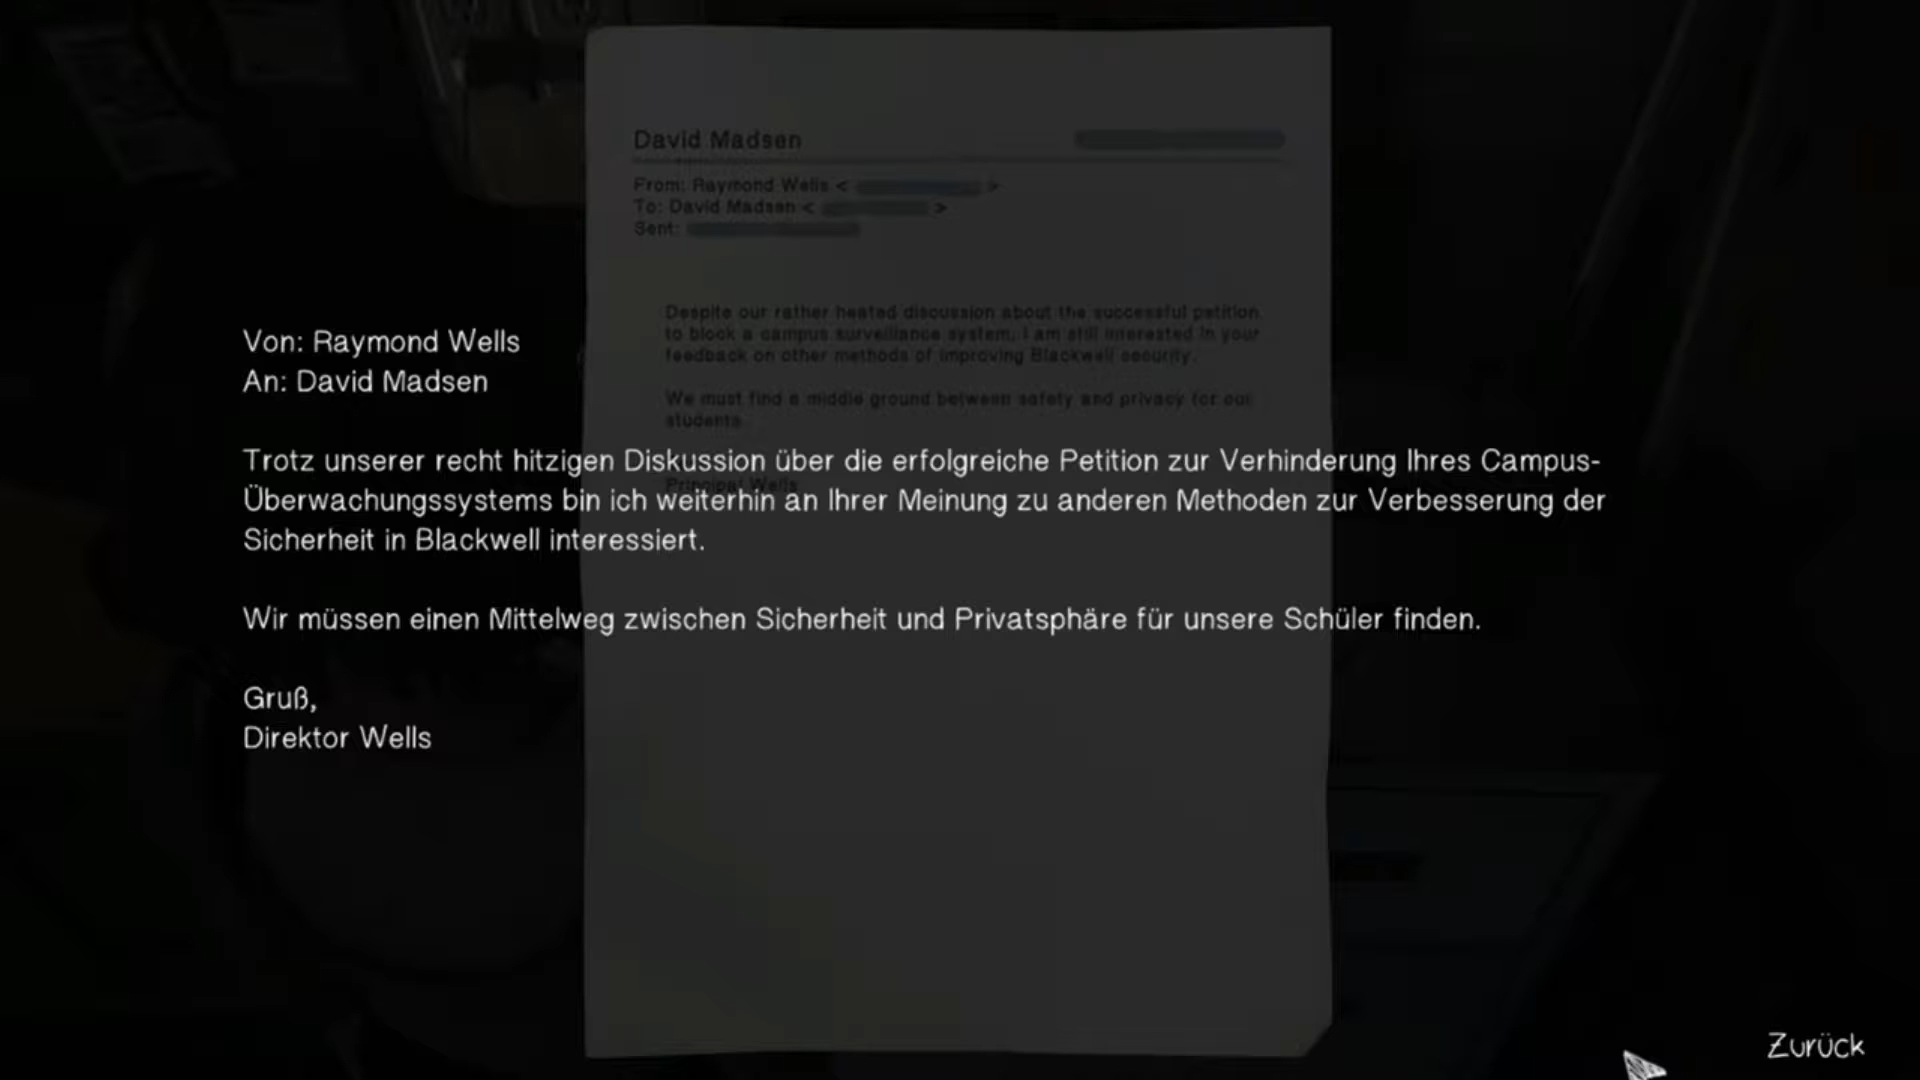 David Madsen
From: Raymond Wells < >
To: David Madsen < >
Sent:
Despite our rather heated discussion about the successful petition
to block a campus surveillance system, I am still interested in your
feedback on other methods of improving Blackwell security.
We must find a middle ground between safety and privacy for our
students
Principal Wells
Von: Raymond Wells
An: David Madsen
Trotz unserer recht hitzigen Diskussion über die erfolgreiche Petition zur Verhinderung Ihres Campus-
Überwachungssystems bin ich weiterhin an Ihrer Meinung zu anderen Methoden zur Verbesserung der
Sicherheit in Blackwell interessiert.
Wir müssen einen Mittelweg zwischen Sicherheit und Privatsphäre für unsere Schüler finden.
Gruß,
Direktor Wells
Zurück